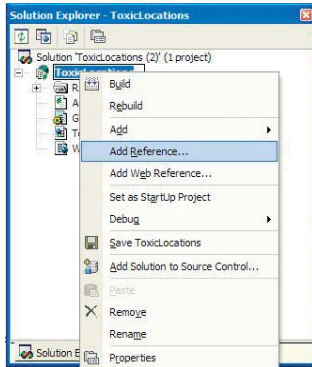 Solution Explorer - ToxicLocations
Solution 'ToxicLocations (2)' (1 project)
Build
Rebuild
Add
Add Reference...
Add Web Reference...
Set as StartUp Project
Debug
Save ToxicLocations
Add Solution to Source Control...
Paste
Remove
Rename
Solution E
Properties